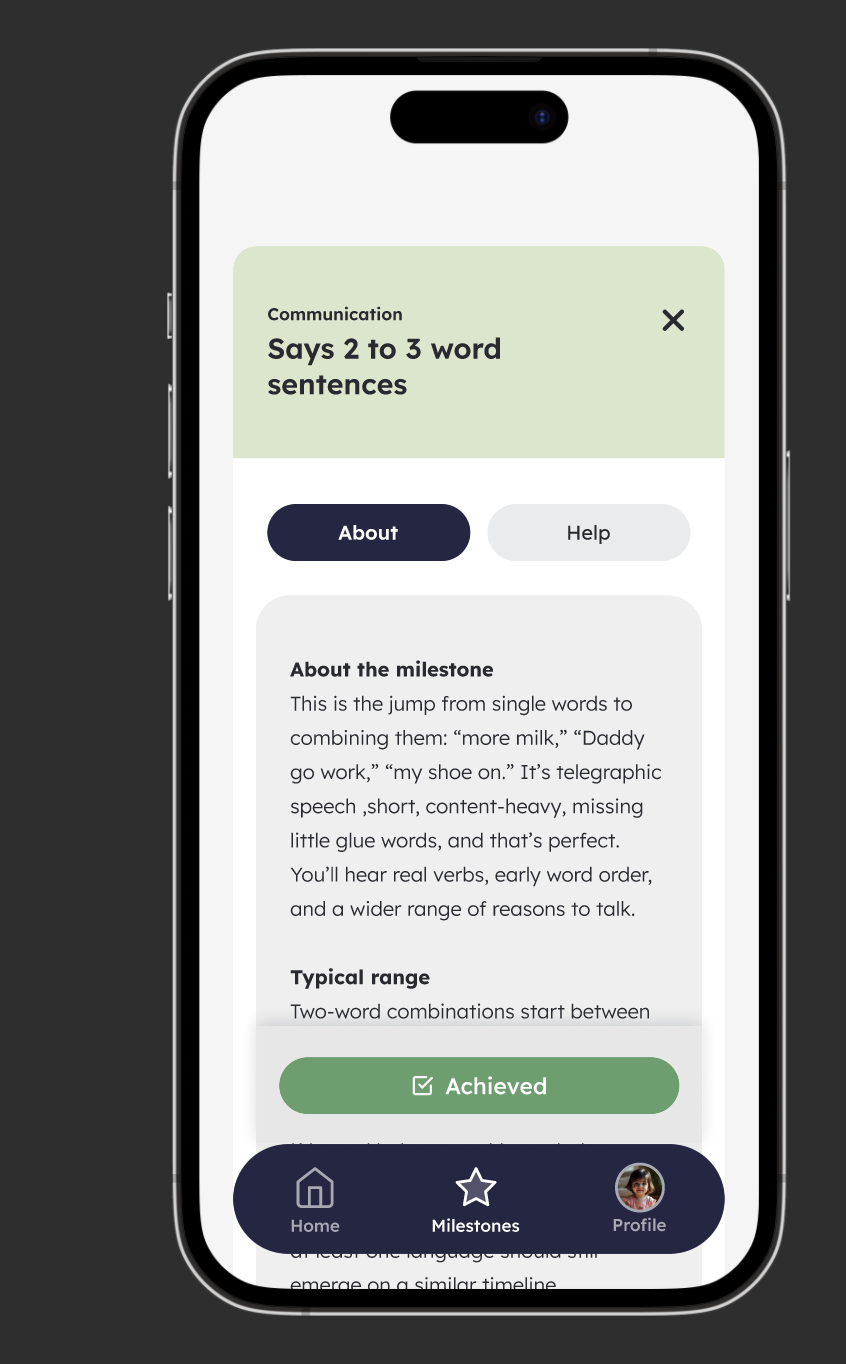 Communication
Says 2 to 3 word
sentences
About
Help
About the milestone
This is the jump from single words to
combining them: “more milk,” “Daddy
go work,” “my shoe on.” It’s telegraphic
speech ,short, content-heavy, missing
little glue words, and that’s perfect.
You’ll hear real verbs, early word order,
and a wider range of reasons to talk.
Typical range
Two-word combinations start between
Achieved
Home
Milestones
Profile
at least one language should still
emerge on a similar timeline